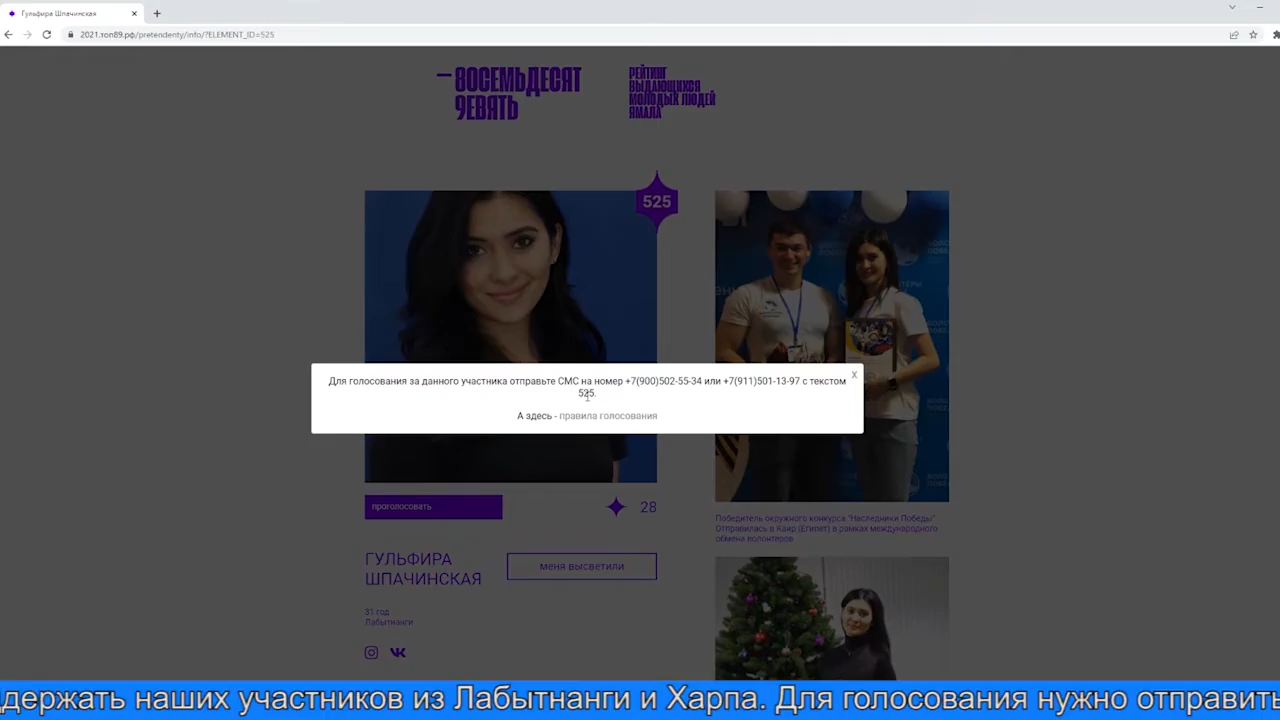 Гульфира Шпачинская
2021.топ89.рф/pretendenty/info/?ELEMENT_ID=525
8ОСЕМЬДЕСЯТ
9ЕВЯТЬ
РЕЙТИНГ
ВЫДАЮЩИХСЯ
МОЛОДЫХ ЛЮДЕЙ
ЯМАЛА
525
Для голосования за данного участника отправьте СМС на номер +7(900)502-55-34 или +7(911)501-13-97 с текстом
525.
А здесь - правила голосования
X
проголосовать
28
ГУЛЬФИРА
ШПАЧИНСКАЯ
меня высветили
31 год
Лабытнанги
Победитель окружного конкурса "Наследники Победы"
Отправилась в Каир (Египет) в рамках международного
обмена волонтеров
держать наших участников из Лабытнанги и Харпа. Для голосования нужно отправить